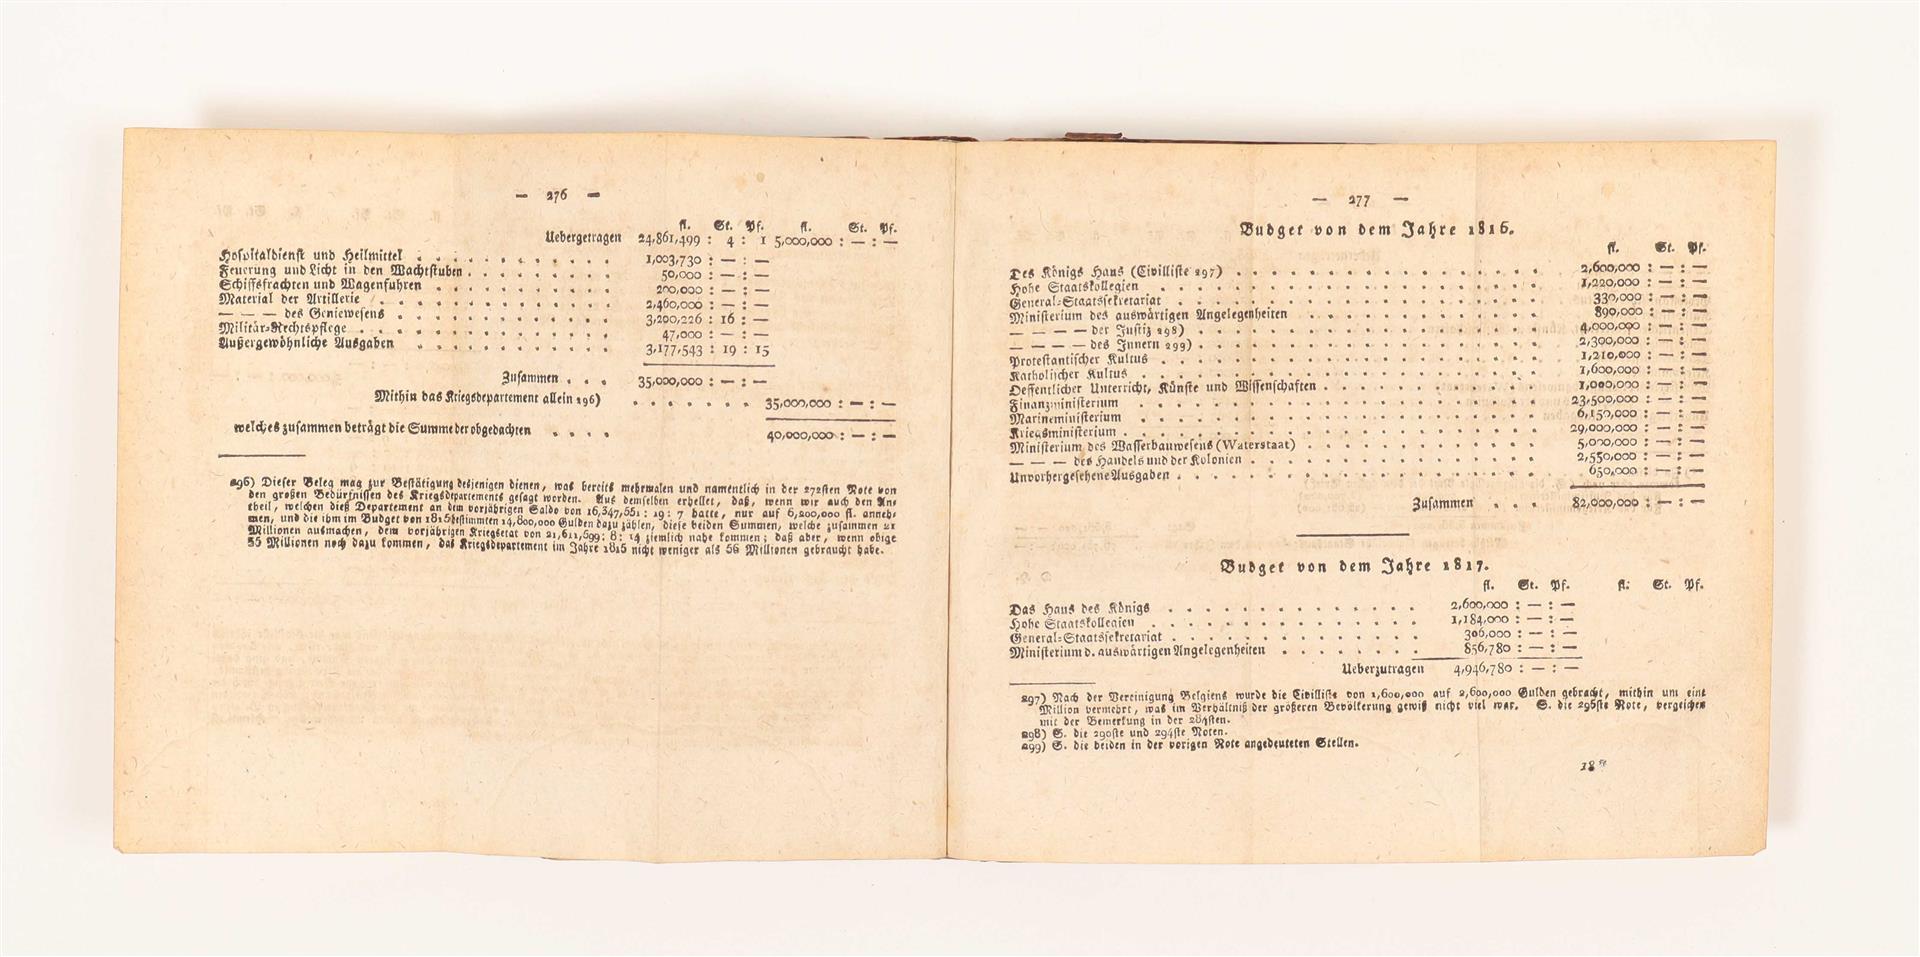 — 276 —
fl. St. Pf. fl. St. Pf.
Uebergetragen 24,861,499 : 4 : 1 5,000,000 : — : —
Hospitaldienst und Heilmittel . . . 1,003,730 : — : —
Feuerung und Licht in den Wachtstuben . . . 50,000 : — : —
Schiffsfrachten und Wagenfuhren . . . 200,000 : — : —
Material der Artillerie . . . 2,460,000 : — : —
— — — des Geniewesens . . . 3,200,226 : 16 : —
Militär-Rechtspflege . . . 47,000 : — : —
Außergewöhnliche Ausgaben . . . 3,177,543 : 19 : 15
Zusammen . . . 35,000,000 : — : —
Mithin das Kriegsdepartement allein 296) . . . 35,000,000 : — : —
welches zusammen beträgt die Summe der obgedachten . . . . 40,000,000 : — : —
296) Dieser Beleg mag zur Bestätigung desjenigen dienen, was bereits mehrmalen und namentlich in der 272sten Note von
den großen Bedürfnissen des Kriegsdepartements gesagt worden. Aus demselben erhellet, daß, wenn wir auch den An-
theil, welchen dieß Departement an dem vorjährigen Saldo von 16,347,551 : 19 : 7 hatte, nur auf 6,200,000 fl. anneh-
men, und die ihm im Budget von 1815 bestimmten 14,800,000 Gulden dazu zählen, diese beiden Summen, welche zusammen 21
Millionen ausmachen, dem vorjährigen Kriegsetat von 21,611,599 : 8 : 14 ziemlich nahe kommen; daß aber, wenn obige
35 Millionen noch dazu kommen, das Kriegsdepartement im Jahre 1815 nicht weniger als 56 Millionen gebraucht habe.
— 277 —
Budget von dem Jahre 1816.
fl. St. Pf.
Des Königs Haus (Civilliste 297) . . . 2,600,000 : — : —
Hohe Staatskollegien . . . 1,220,000 : — : —
General-Staatssekretariat . . . 330,000 : — : —
Ministerium des auswärtigen Angelegenheiten . . . 890,000 : — : —
— — — — der Justiz 298) . . . 4,000,000 : — : —
— — — — des Innern 299) . . . 2,300,000 : — : —
Protestantischer Kultus . . . 1,210,000 : — : —
Katholischer Kultus . . . 1,600,000 : — : —
Oeffentlicher Unterricht, Künste und Wissenschaften . . . 1,000,000 : — : —
Finanzministerium . . . 23,500,000 : — : —
Marineministerium . . . 6,150,000 : — : —
Kriegsministerium . . . 29,000,000 : — : —
Ministerium des Wasserbauwesens (Waterstaat) . . . 5,000,000 : — : —
— — — des Handels und der Kolonien . . . 2,550,000 : — : —
Unvorhergesehene Ausgaben . . . 650,000 : — : —
Zusammen . . . 82,000,000 : — : —
Budget von dem Jahre 1817.
fl. St. Pf. fl. St. Pf.
Das Haus des Königs . . . 2,600,000 : — : —
Hohe Staatskollegien . . . 1,184,000 : — : —
General-Staatssekretariat . . . 306,000 : — : —
Ministerium d. auswärtigen Angelegenheiten . . . 856,780 : — : —
Ueberzutragen 4,946,780 : — : —
297) Nach der Vereinigung Belgiens wurde die Civilliste von 1,600,000 auf 2,600,000 Gulden gebracht, mithin um eine
Million vermehrt, was im Verhältniß der größeren Bevölkerung gewiß nicht viel war. S. die 296ste Note, vergeichen
mit der Bemerkung in der 284sten.
298) S. die 290ste und 294ste Noten.
299) S. die beiden in der vorigen Note angedeuteten Stellen.
18